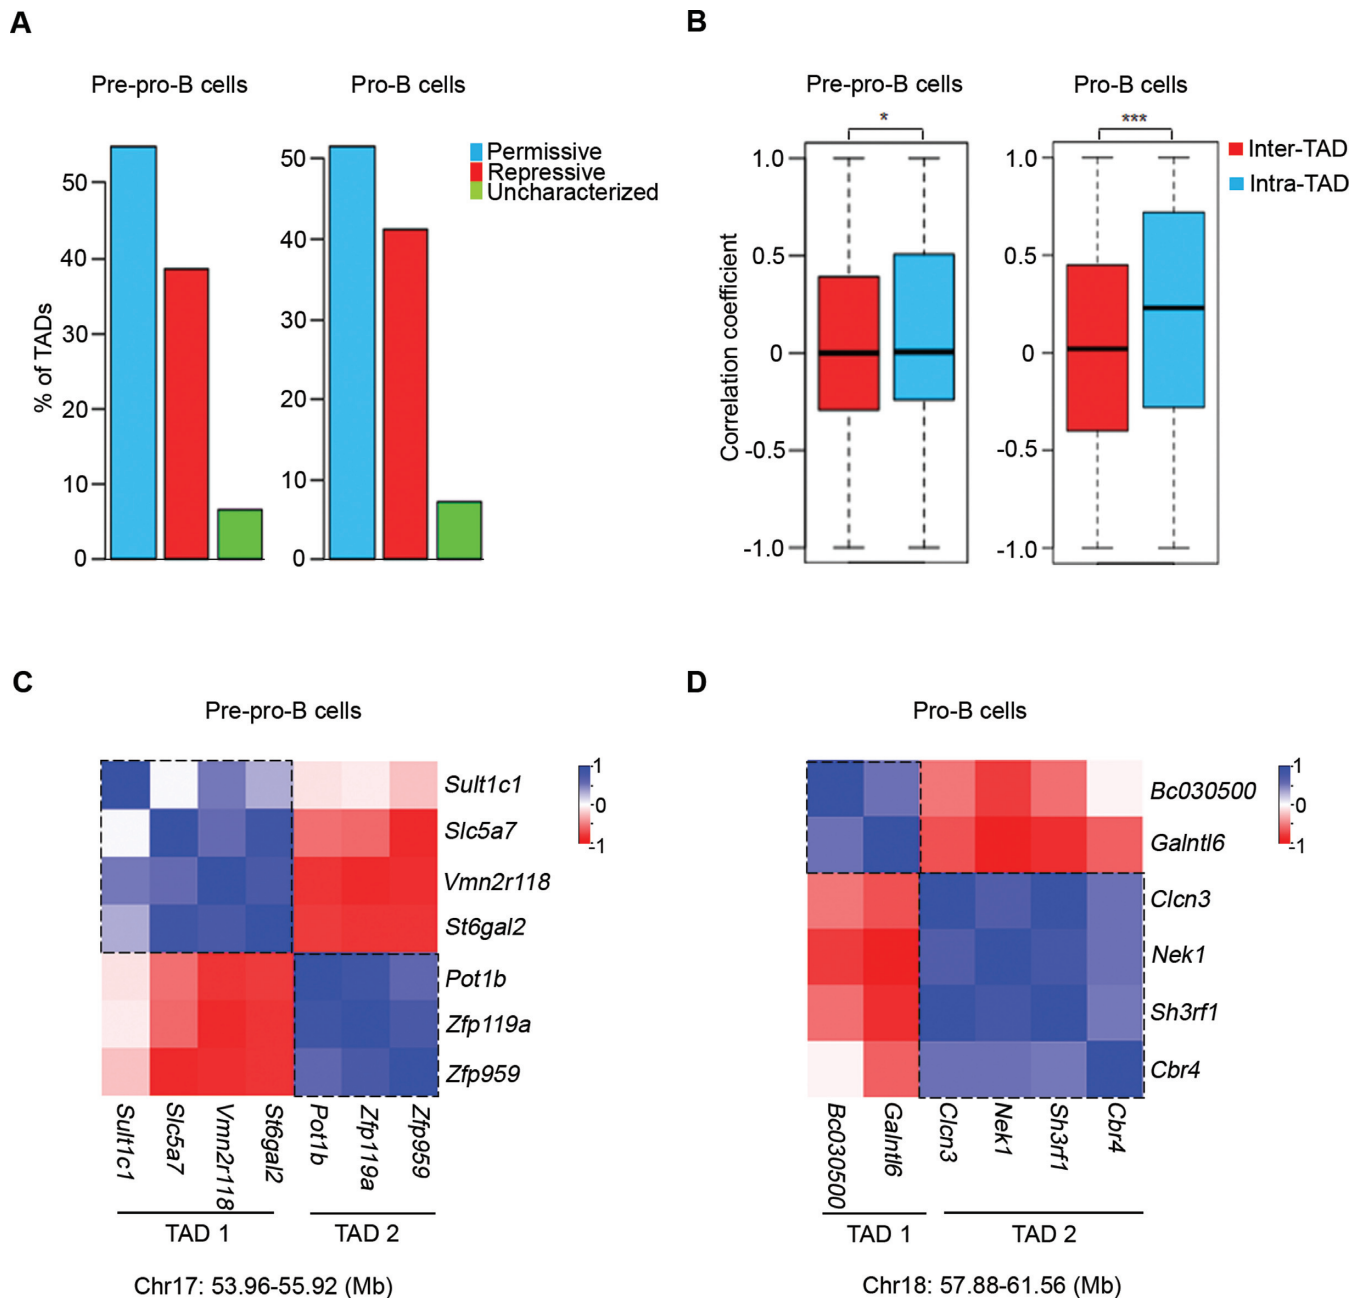 A
B
Pre-pro-B cells
Pro-B cells
Permissive
Repressive
Uncharacterized
% of TADs
50
40
30
20
10
0
50
40
30
20
10
0
Pre-pro-B cells
Pro-B cells
*
***
Inter-TAD
Intra-TAD
Correlation coefficient
1.0
0.5
0
-0.5
-1.0
1.0
0.5
0
-0.5
-1.0
C
Pre-pro-B cells
1
0
-1
Sult1c1
Slc5a7
Vmn2r118
St6gal2
Pot1b
Zfp119a
Zfp959
Sult1c1
Slc5a7
Vmn2r118
St6gal2
Pot1b
Zfp119a
Zfp959
TAD 1
TAD 2
Chr17: 53.96-55.92 (Mb)
D
Pro-B cells
1
0
-1
Bc030500
Galntl6
Clcn3
Nek1
Sh3rf1
Cbr4
Bc030500
Galntl6
Clcn3
Nek1
Sh3rf1
Cbr4
TAD 1
TAD 2
Chr18: 57.88-61.56 (Mb)